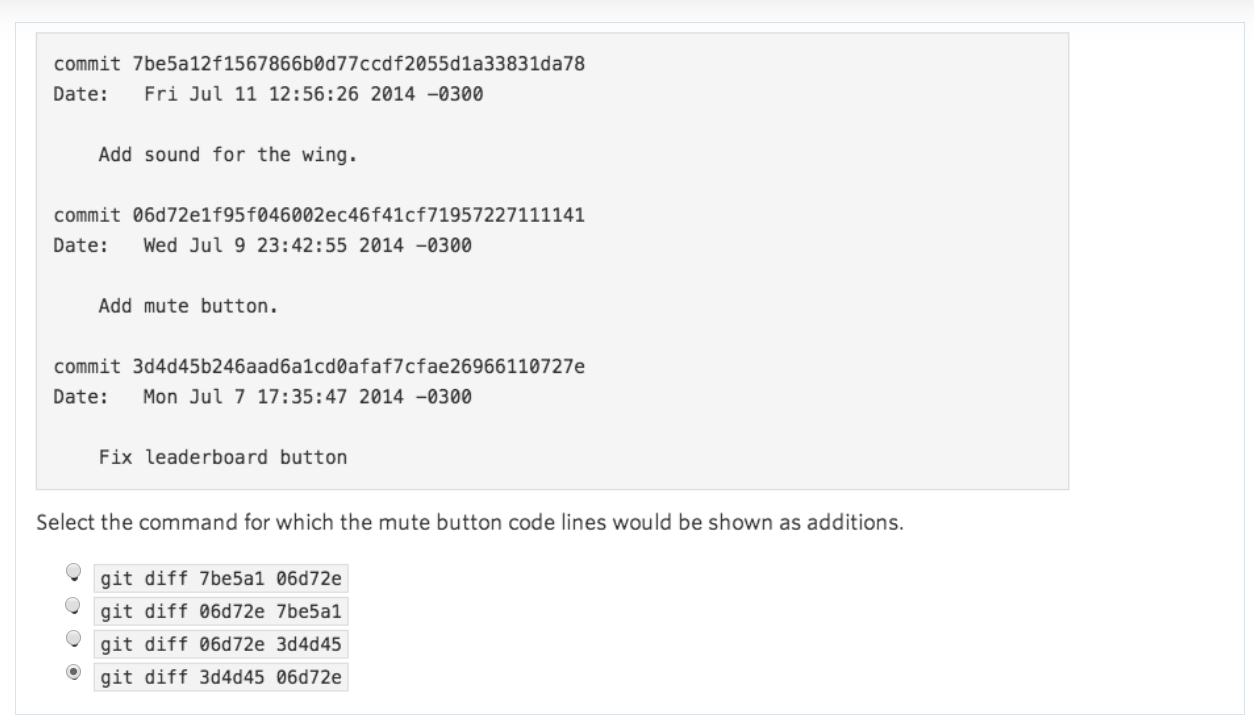 commit 7be5a12f1567866b0d77ccdf2055d1a33831da78
Date:   Fri Jul 11 12:56:26 2014 -0300
Add sound for the wing.
commit 06d72e1f95f046002ec46f41cf71957227111141
Date:   Wed Jul 9 23:42:55 2014 -0300
Add mute button.
commit 3d4d45b246aad6a1cd0afaf7cfae26966110727e
Date:   Mon Jul 7 17:35:47 2014 -0300
Fix leaderboard button
Select the command for which the mute button code lines would be shown as additions.
git diff 7be5a1 06d72e
git diff 06d72e 7be5a1
git diff 06d72e 3d4d45
git diff 3d4d45 06d72e